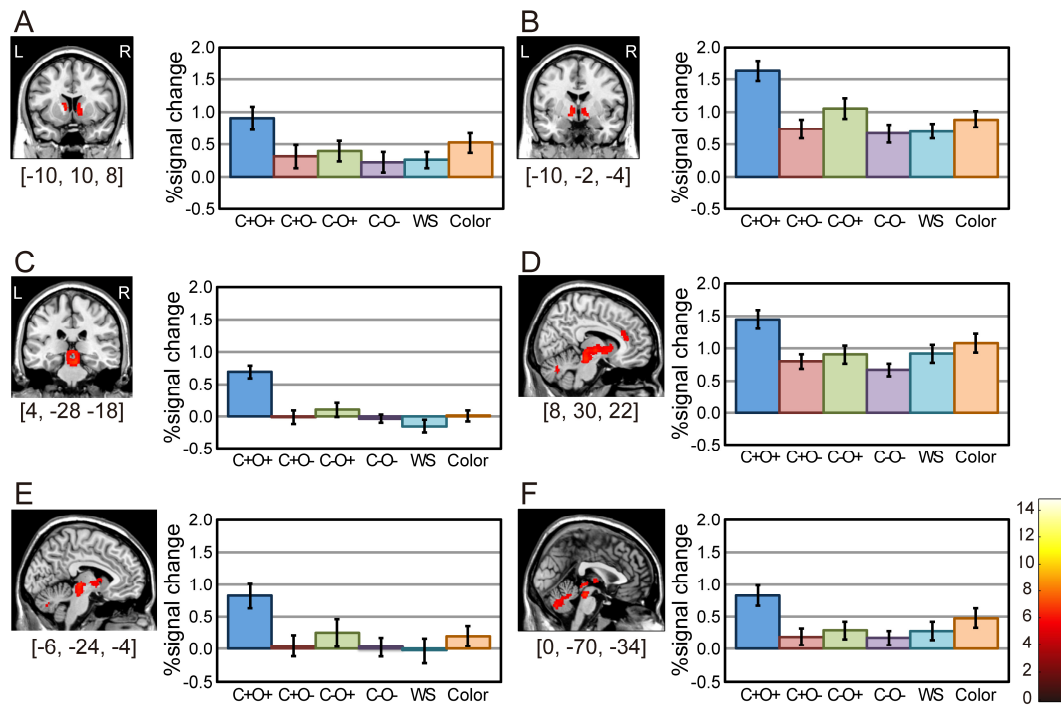 A
L R
[-10, 10, 8]
%signal change
2.0
1.5
1.0
0.5
0.0
-0.5
C+O+ C+O- C-O+ C-O- WS Color
B
L R
[-10, -2, -4]
%signal change
2.0
1.5
1.0
0.5
0.0
-0.5
C+O+ C+O- C-O+ C-O- WS Color
C
L R
[4, -28 -18]
%signal change
2.0
1.5
1.0
0.5
0.0
-0.5
C+O+ C+O- C-O+ C-O- WS Color
D
[8, 30, 22]
%signal change
2.0
1.5
1.0
0.5
0.0
-0.5
C+O+ C+O- C-O+ C-O- WS Color
E
[-6, -24, -4]
%signal change
2.0
1.5
1.0
0.5
0.0
-0.5
C+O+ C+O- C-O+ C-O- WS Color
F
[0, -70, -34]
%signal change
2.0
1.5
1.0
0.5
0.0
-0.5
C+O+ C+O- C-O+ C-O- WS Color
14
12
10
8
6
4
2
0